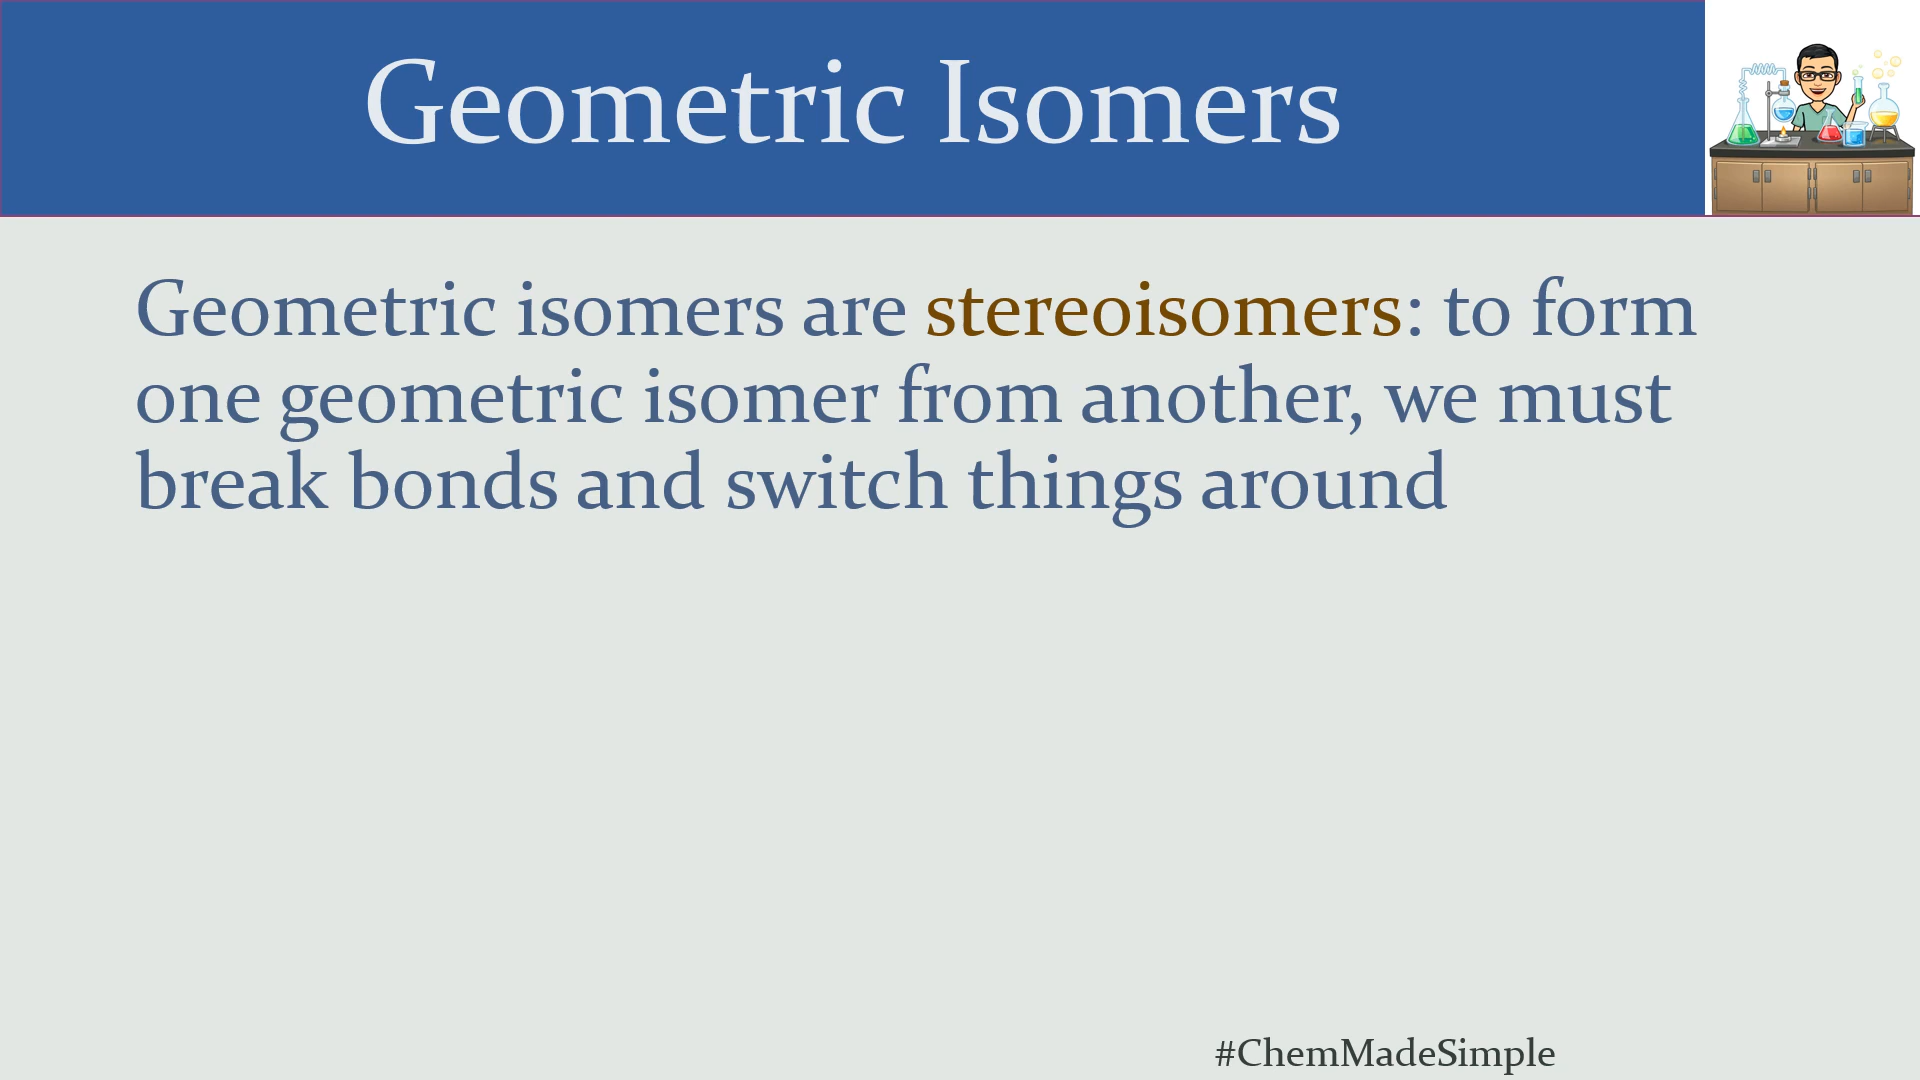 Geometric Isomers
Geometric isomers are stereoisomers: to form
one geometric isomer from another, we must
break bonds and switch things around
#ChemMadeSimple